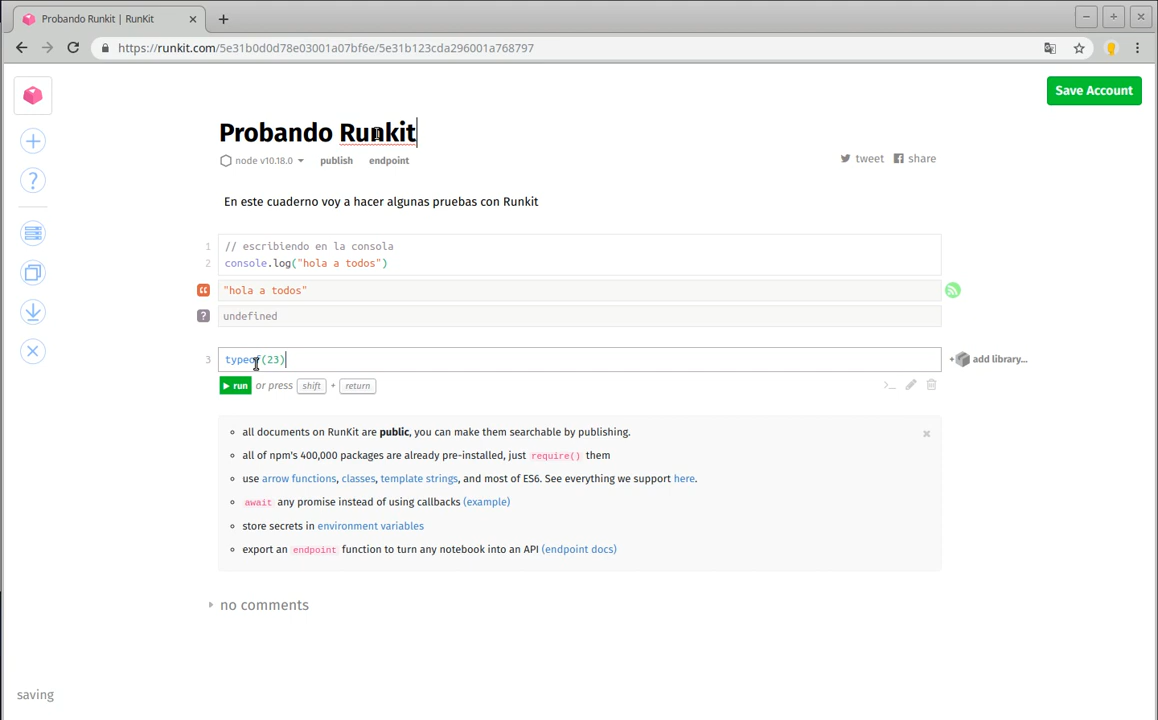 Probando Runkit | RunKit
https://runkit.com/5e31b0d0d78e03001a07bf6e/5e31b123cda296001a768797
Save Account
Probando Runkit
node v10.18.0 publish endpoint
tweet share
En este cuaderno voy a hacer algunas pruebas con Runkit
1 // escribiendo en la consola
2 console.log("hola a todos")
"hola a todos"
? undefined
3 typeof(23)
+ add library...
run or press shift + return
all documents on RunKit are public, you can make them searchable by publishing.
all of npm's 400,000 packages are already pre-installed, just require() them
use arrow functions, classes, template strings, and most of ES6. See everything we support here.
await any promise instead of using callbacks (example)
store secrets in environment variables
export an endpoint function to turn any notebook into an API (endpoint docs)
no comments
saving